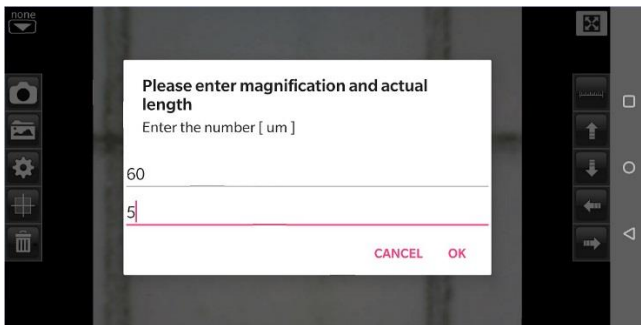 none
Please enter magnification and actual
length
Enter the number [ um ]
60
5
CANCEL OK